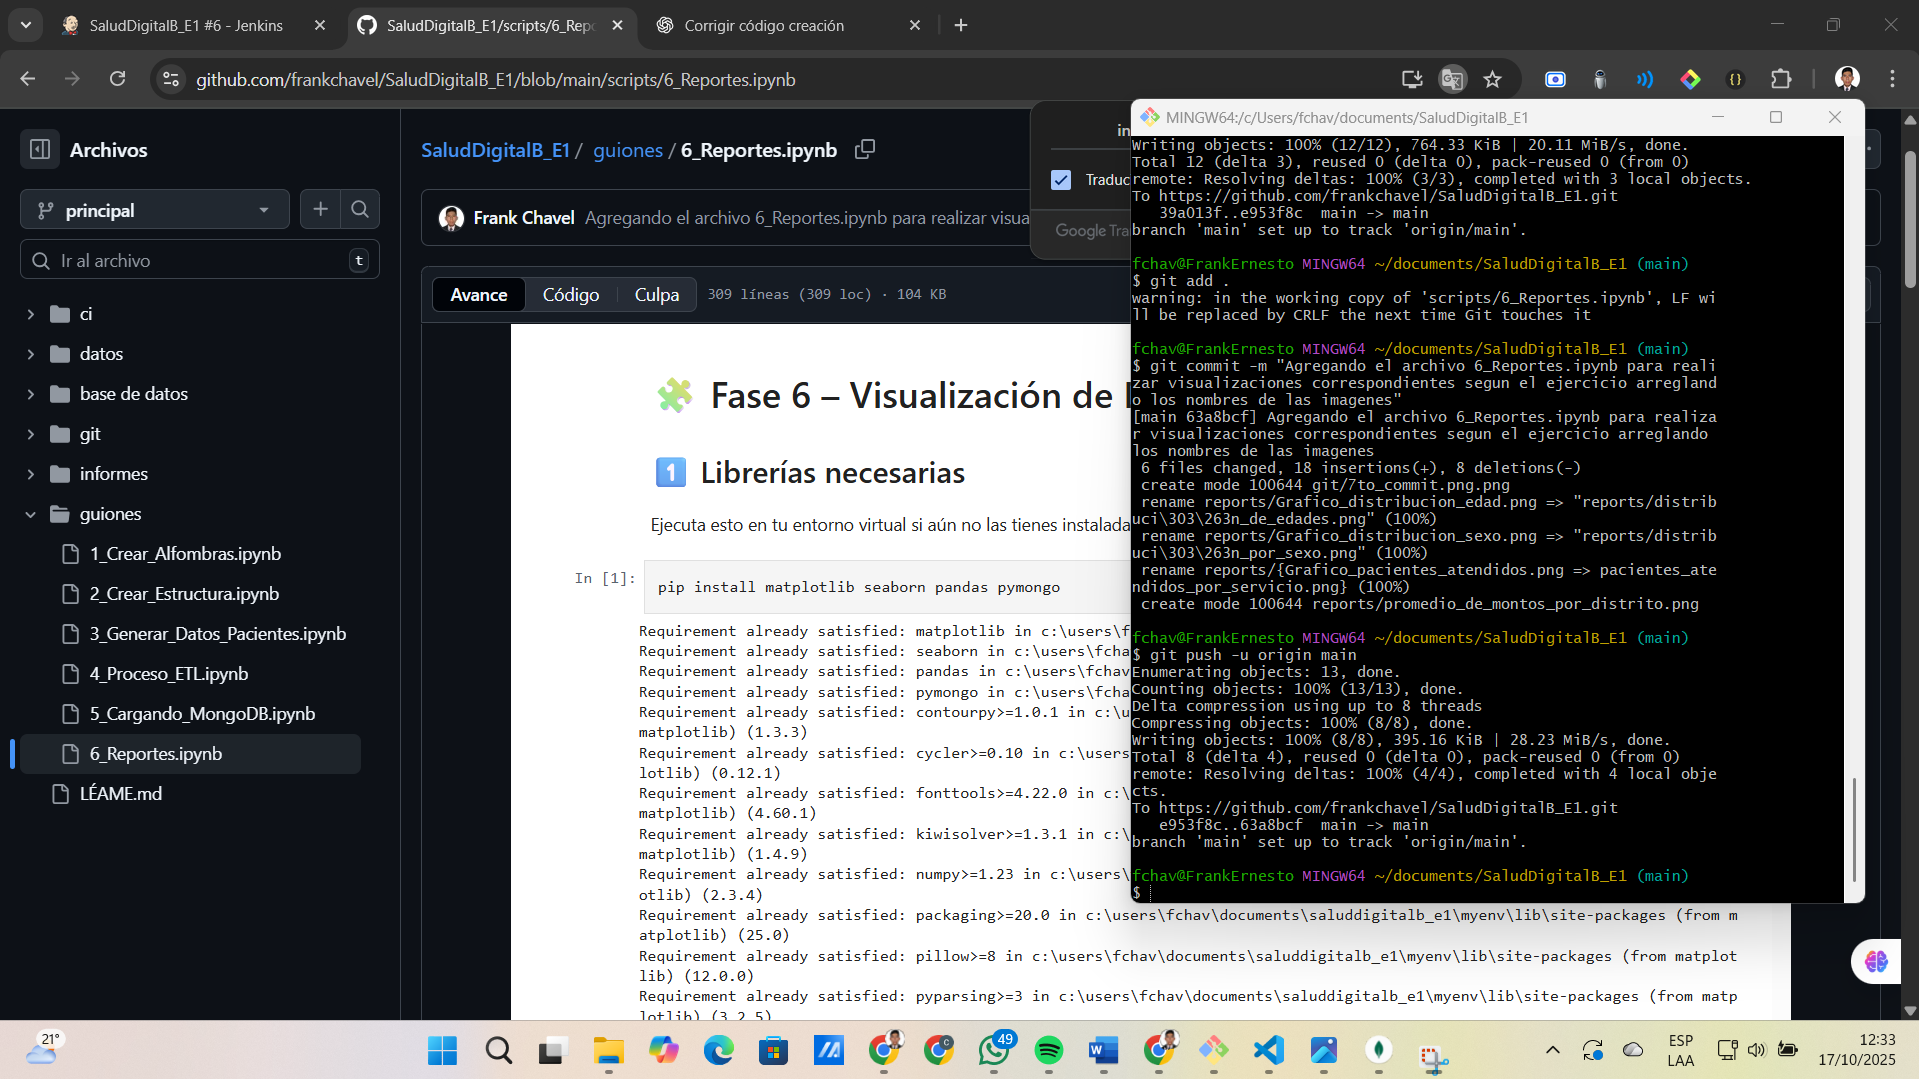 SaludDigitalB_E1 #6 - Jenkins
SaludDigitalB_E1/scripts/6_Rep
Corrigir código creación
github.com/frankchavel/SaludDigitalB_E1/blob/main/scripts/6_Reportes.ipynb
Archivos
principal
Ir al archivo
t
ci
datos
base de datos
git
informes
guiones
1_Crear_Alfombras.ipynb
2_Crear_Estructura.ipynb
3_Generar_Datos_Pacientes.ipynb
4_Proceso_ETL.ipynb
5_Cargando_MongoDB.ipynb
6_Reportes.ipynb
LÉAME.md
SaludDigitalB_E1 / guiones / 6_Reportes.ipynb
Frank Chavel Agregando el archivo 6_Reportes.ipynb para realizar visua
Avance Código Culpa 309 líneas (309 loc) · 104 KB
Fase 6 – Visualización de
1 Librerías necesarias
Ejecuta esto en tu entorno virtual si aún no las tienes instalada
In [1]: pip install matplotlib seaborn pandas pymongo
Requirement already satisfied: matplotlib in c:\users\f
Requirement already satisfied: seaborn in c:\users\fcha
Requirement already satisfied: pandas in c:\users\fchav
Requirement already satisfied: pymongo in c:\users\fcha
Requirement already satisfied: contourpy>=1.0.1 in c:\u
matplotlib) (1.3.3)
Requirement already satisfied: cycler>=0.10 in c:\users
lotlib) (0.12.1)
Requirement already satisfied: fonttools>=4.22.0 in c:\
matplotlib) (4.60.1)
Requirement already satisfied: kiwisolver>=1.3.1 in c:\
matplotlib) (1.4.9)
Requirement already satisfied: numpy>=1.23 in c:\users\
otlib) (2.3.4)
Requirement already satisfied: packaging>=20.0 in c:\users\fchav\documents\saluddigitalb_e1\myenv\lib\site-packages (from m
atplotlib) (25.0)
Requirement already satisfied: pillow>=8 in c:\users\fchav\documents\saluddigitalb_e1\myenv\lib\site-packages (from matplot
lib) (12.0.0)
Requirement already satisfied: pyparsing>=3 in c:\users\fchav\documents\saluddigitalb_e1\myenv\lib\site-packages (from matp
lotlib) (3.2.5)
in
Traduc
Google Tra
MINGW64:/c/Users/fchav/documents/SaludDigitalB_E1
Writing objects: 100% (12/12), 764.33 KiB | 20.11 MiB/s, done.
Total 12 (delta 3), reused 0 (delta 0), pack-reused 0 (from 0)
remote: Resolving deltas: 100% (3/3), completed with 3 local objects.
To https://github.com/frankchavel/SaludDigitalB_E1.git
39a013f..e953f8c main -> main
branch 'main' set up to track 'origin/main'.
fchav@FrankErnesto MINGW64 ~/documents/SaludDigitalB_E1 (main)
$ git add .
warning: in the working copy of 'scripts/6_Reportes.ipynb', LF wi
ll be replaced by CRLF the next time Git touches it
fchav@FrankErnesto MINGW64 ~/documents/SaludDigitalB_E1 (main)
$ git commit -m "Agregando el archivo 6_Reportes.ipynb para reali
zar visualizaciones correspondientes segun el ejercicio arregland
o los nombres de las imagenes"
[main 63a8bcf] Agregando el archivo 6_Reportes.ipynb para realiza
r visualizaciones correspondientes segun el ejercicio arreglando
los nombres de las imagenes
6 files changed, 18 insertions(+), 8 deletions(-)
create mode 100644 git/7to_commit.png.png
rename reports/Grafico_distribucion_edad.png => "reports/distrib
uci\303\263n_de_edades.png" (100%)
rename reports/Grafico_distribucion_sexo.png => "reports/distrib
uci\303\263n_por_sexo.png" (100%)
rename reports/{Grafico_pacientes_atendidos.png => pacientes_ate
ndidos_por_servicio.png} (100%)
create mode 100644 reports/promedio_de_montos_por_distrito.png
fchav@FrankErnesto MINGW64 ~/documents/SaludDigitalB_E1 (main)
$ git push -u origin main
Enumerating objects: 13, done.
Counting objects: 100% (13/13), done.
Delta compression using up to 8 threads
Compressing objects: 100% (8/8), done.
Writing objects: 100% (8/8), 395.16 KiB | 28.23 MiB/s, done.
Total 8 (delta 4), reused 0 (delta 0), pack-reused 0 (from 0)
remote: Resolving deltas: 100% (4/4), completed with 4 local obje
cts.
To https://github.com/frankchavel/SaludDigitalB_E1.git
e953f8c..63a8bcf main -> main
branch 'main' set up to track 'origin/main'.
fchav@FrankErnesto MINGW64 ~/documents/SaludDigitalB_E1 (main)
$
21°
49
ESP
LAA
12:33
17/10/2025